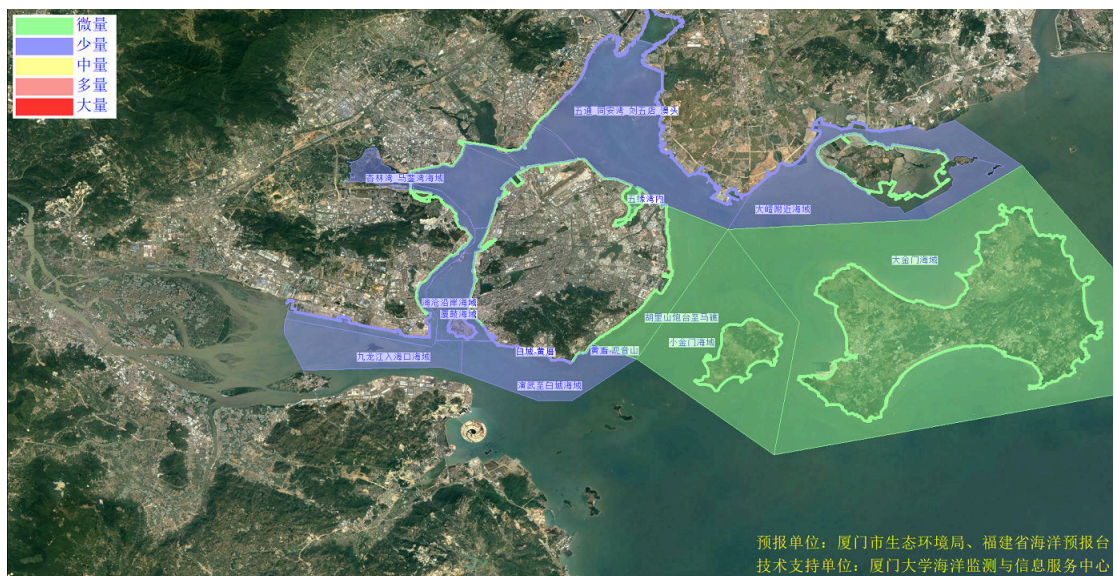 微量
少量
中量
多量
大量
五通-同安湾-刘五店-澳头
杏林湾-马銮湾海域
五缘湾内
大嶝附近海域
大金门海域
海沧沿岸海域
厦鼓海域
胡里山炮台至乌礁
小金门海域
九龙江入海口海域
白城-黄厝
黄厝-观音山
演武至白城海域
预报单位：厦门市生态环境局、福建省海洋预报台
技术支持单位：厦门大学海洋监测与信息服务中心